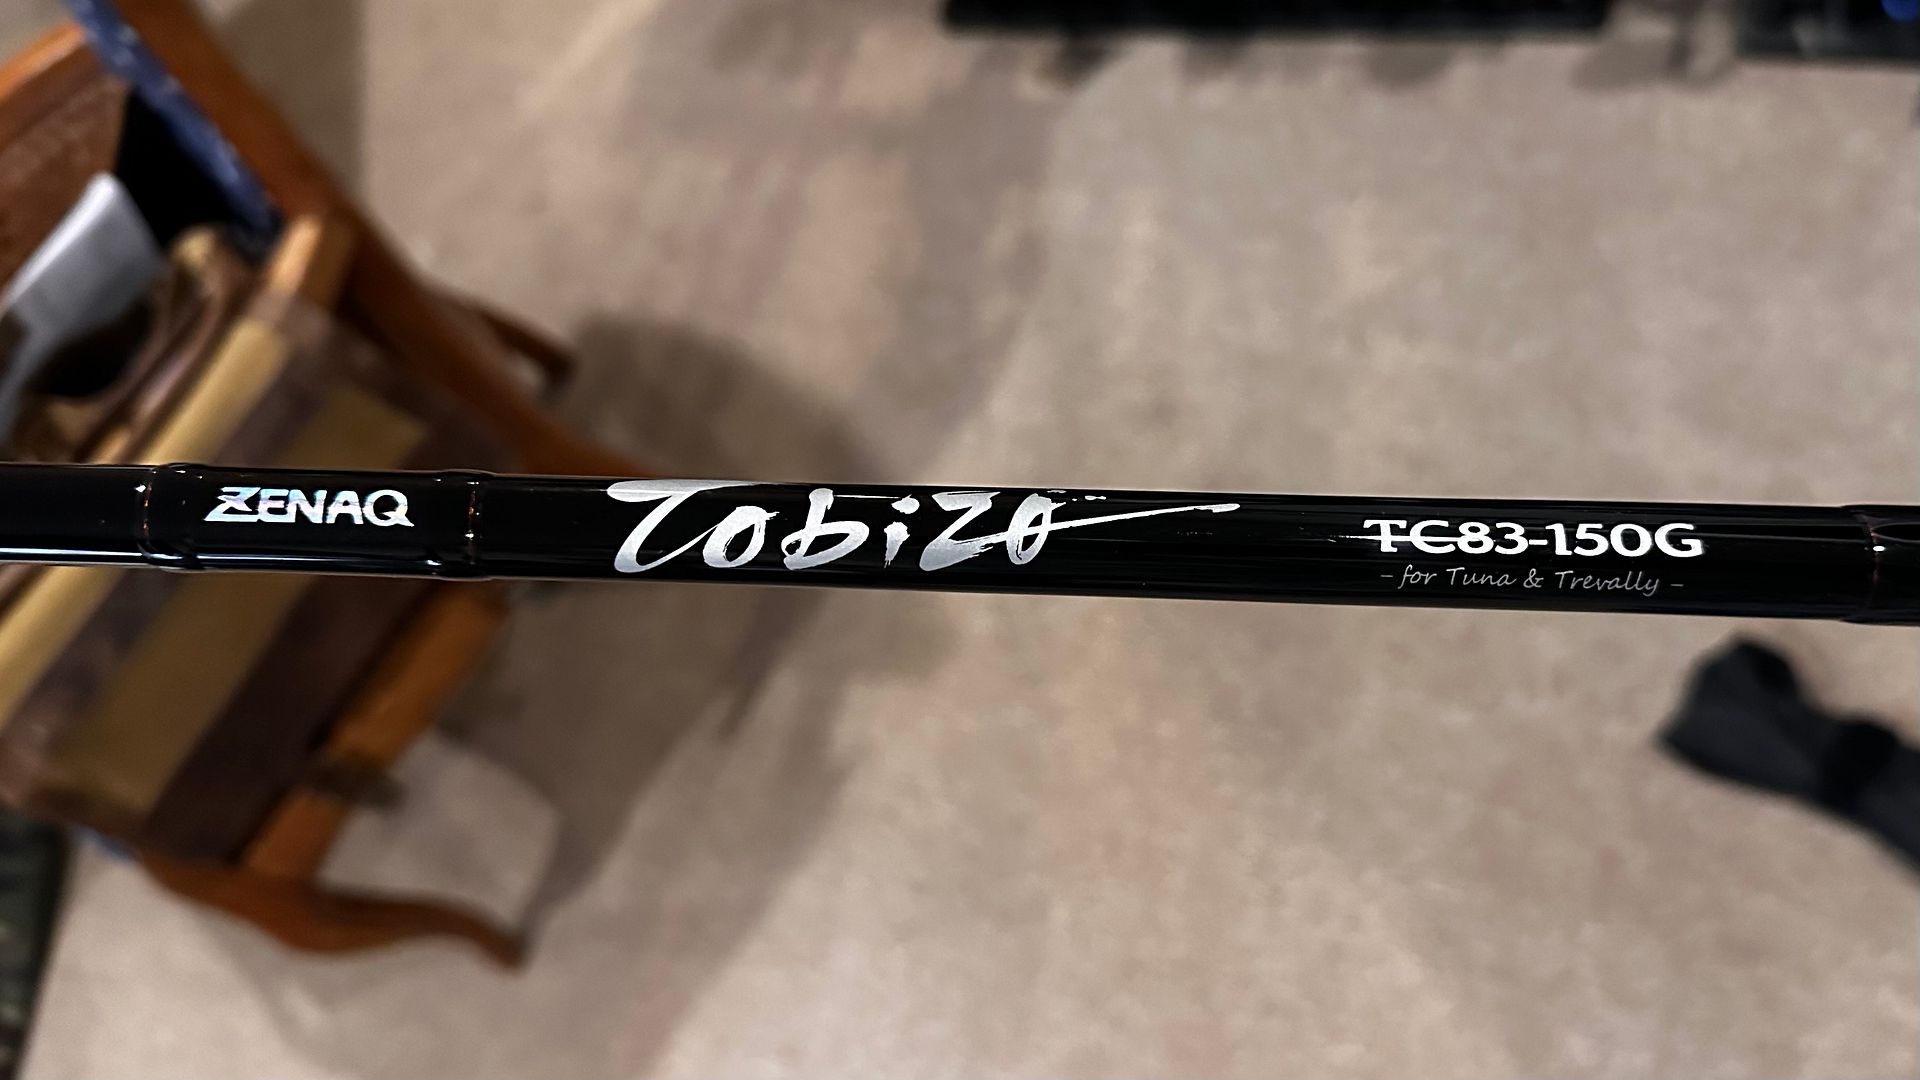 ZENAQ
Tobizo
TC83-150G
- for Tuna & Trevally -